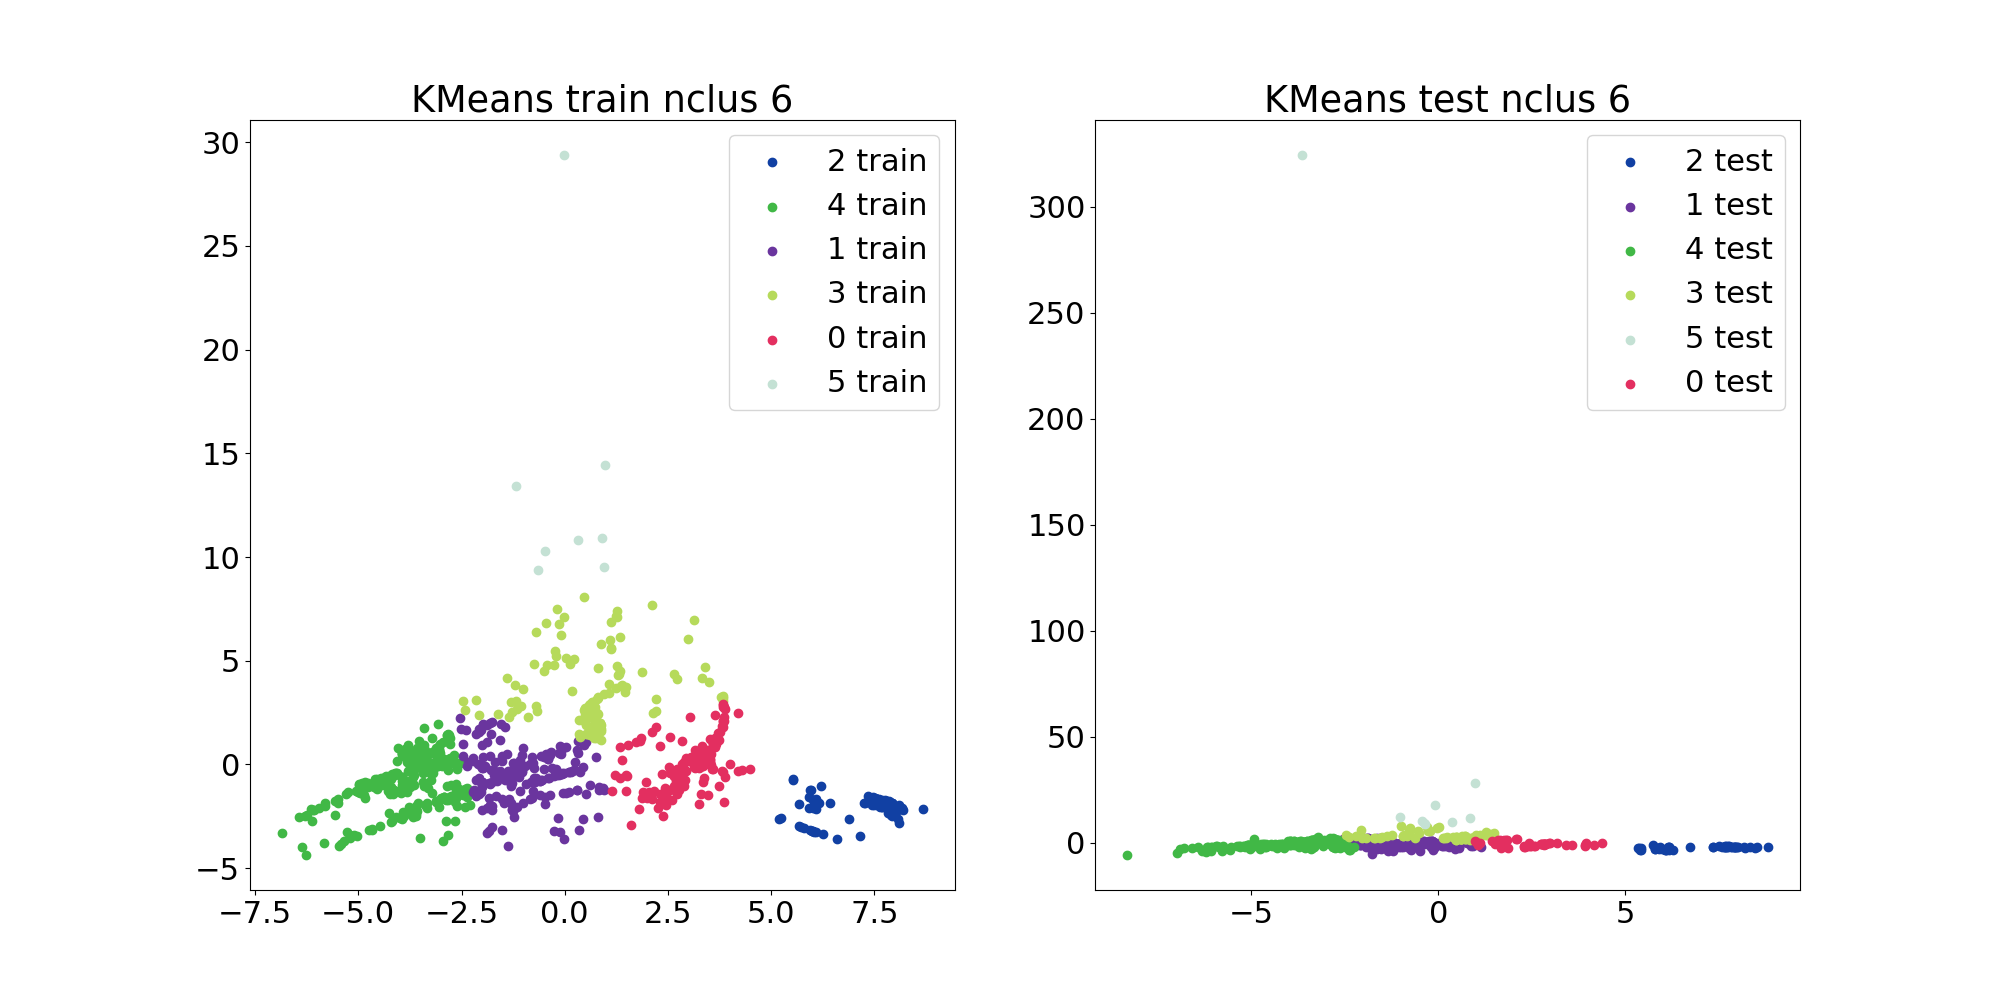 KMeans train nclus 6
30
25
20
15
10
5
0
−5
−7.5 −5.0 −2.5 0.0 2.5 5.0 7.5
2 train
4 train
1 train
3 train
0 train
5 train
KMeans test nclus 6
300
250
200
150
100
50
0
−5 0 5
2 test
1 test
4 test
3 test
5 test
0 test